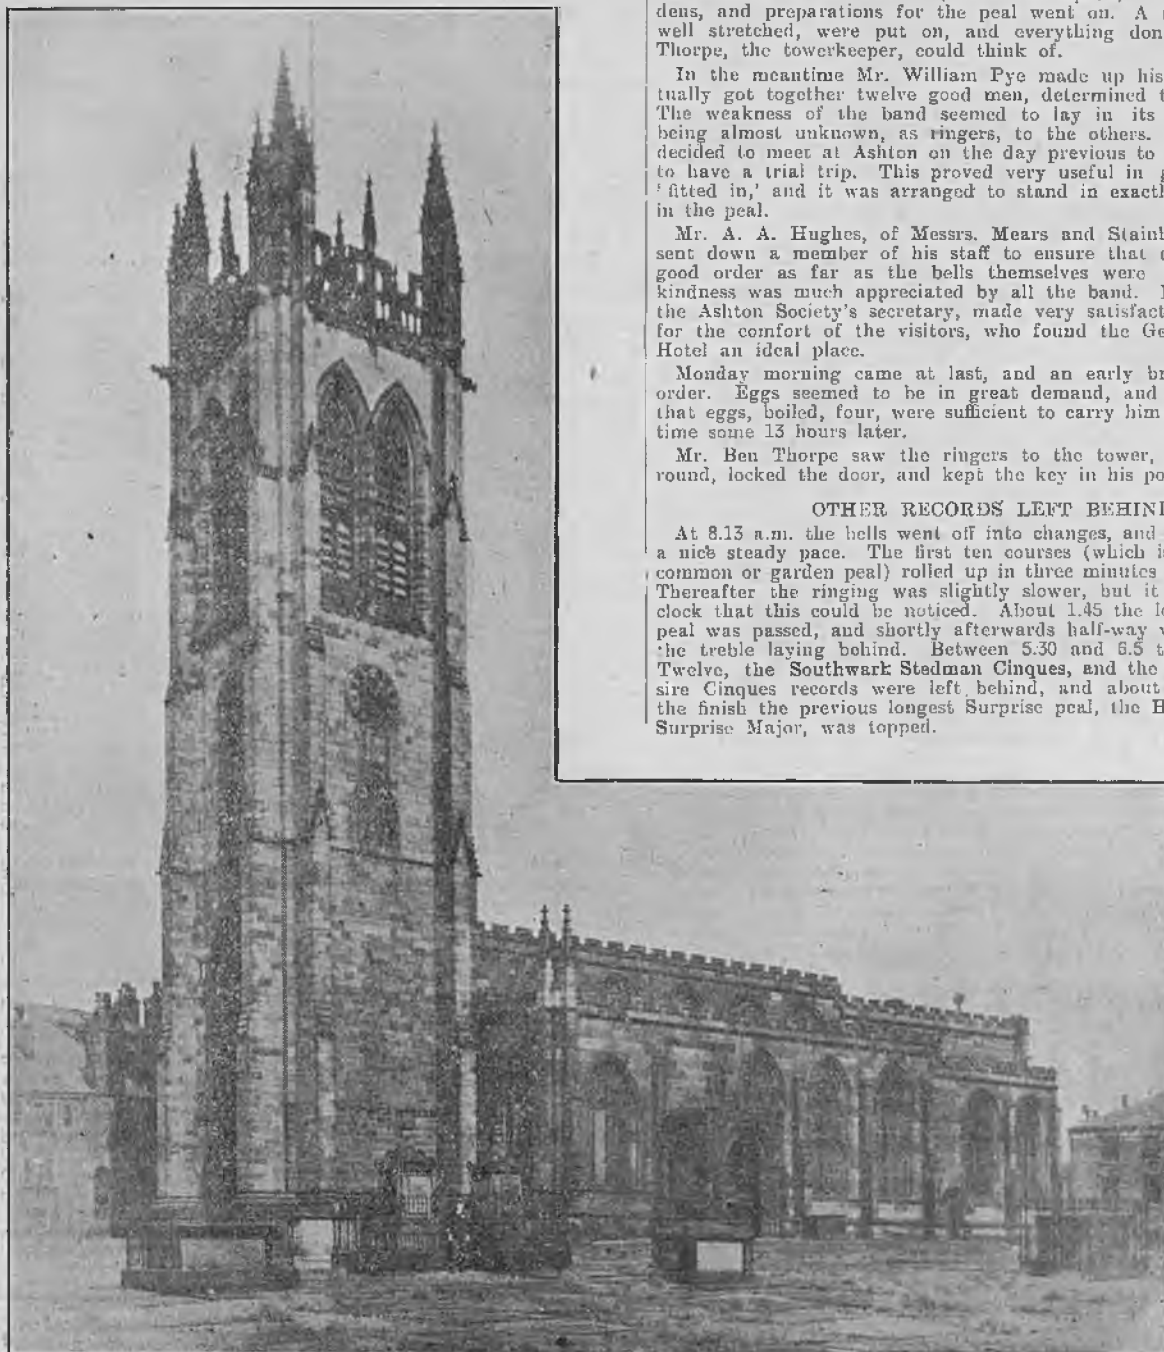 dens, and preparations for the peal went on. A
well stretched, were put on, and everything don
Thorpe, the towerkeeper, could think of.
In the meantime Mr. William Pye made up his
tually got together twelve good men, determined t
The weakness of the band seemed to lay in its
being almost unknown, as ringers, to the others.
decided to meet at Ashton on the day previous to
to have a trial trip. This proved very useful in g
'fitted in,' and it was arranged to stand in exactl
in the peal.
Mr. A. A. Hughes, of Messrs. Mears and Stainb
sent down a member of his staff to ensure that
good order as far as the bells themselves were
kindness was much appreciated by all the band.
the Ashton Society's secretary, made very satisfact
for the comfort of the visitors, who found the Ge
Hotel an ideal place.
Monday morning came at last, and an early br
order. Eggs seemed to be in great demand, and
that eggs, boiled, four, were sufficient to carry him
time some 13 hours later.
Mr. Ben Thorpe saw the ringers to the tower,
round, locked the door, and kept the key in his po
OTHER RECORDS LEFT BEHIN
At 8.13 a.m. the bells went off into changes, and
a nice steady pace. The first ten courses (which i
common or garden peal) rolled up in three minutes
Thereafter the ringing was slightly slower, but it
clock that this could be noticed. About 1.45 the l
peal was passed, and shortly afterwards half-way
the treble laying behind. Between 5.30 and 6.5 t
Twelve, the Southwark Stedman Cinques, and the
sire Cinques records were left behind, and about
the finish the previous longest Surprise peal, the
Surprise Major, was topped.